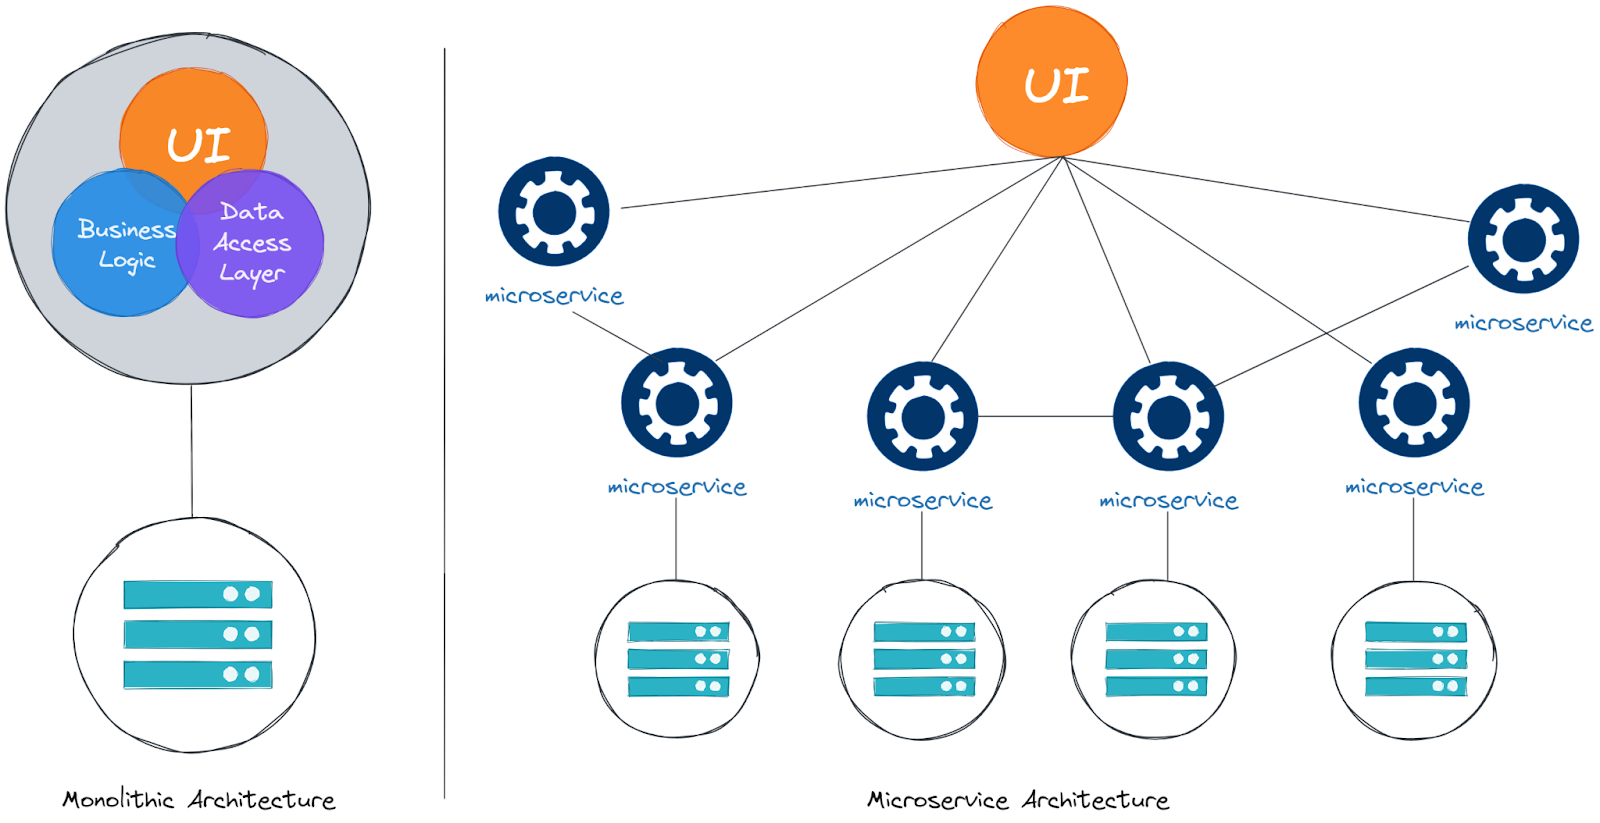 UI
Business
Logic
Data
Access
Layer
Monolithic Architecture
UI
microservice
microservice
microservice
microservice
microservice
microservice
Microservice Architecture